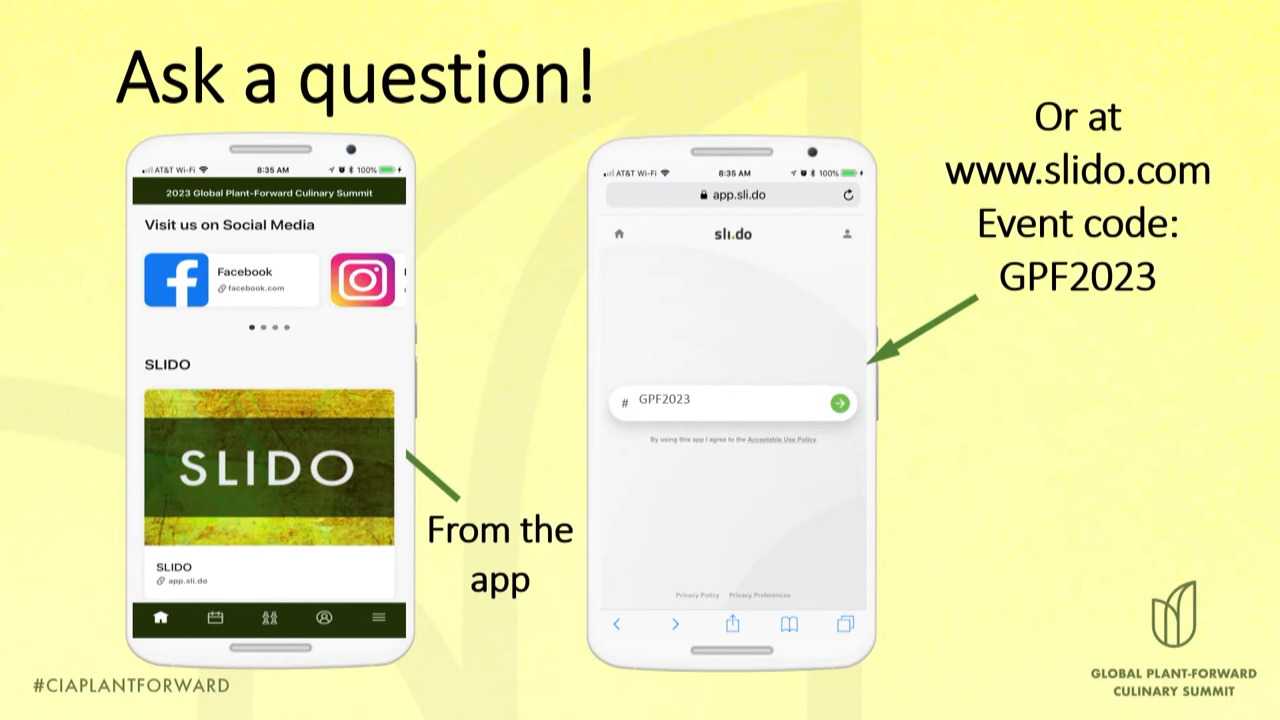 Ask a question!
AT&T Wi-Fi 8:35 AM 100%
2023 Global Plant-Forward Culinary Summit
Visit us on Social Media
Facebook
facebook.com
SLIDO
SLIDO
SLIDO
app.sli.do
From the
app
AT&T Wi-Fi 8:35 AM 100%
app.sli.do
sli.do
# GPF2023
By using this app I agree to the Acceptable Use Policy
Privacy Policy Privacy Preferences
Or at
www.slido.com
Event code:
GPF2023
#CIAPLANTFORWARD
GLOBAL PLANT-FORWARD
CULINARY SUMMIT